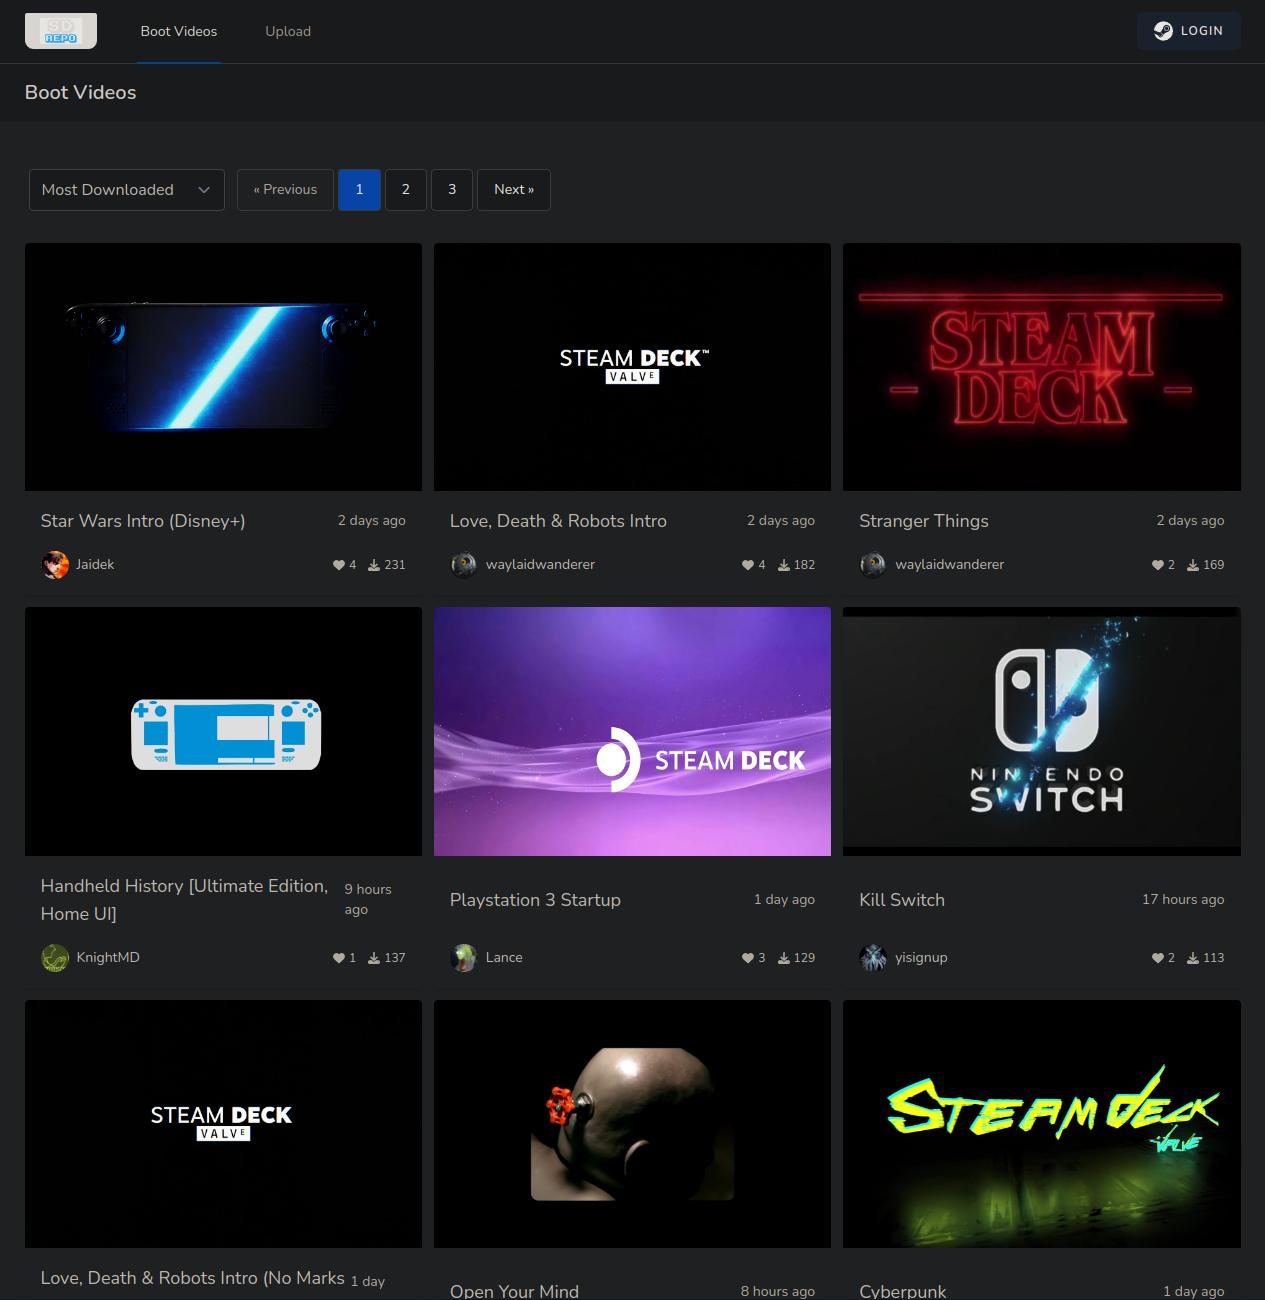 SD
REPO
Boot Videos
Upload
LOGIN
Boot Videos
Most Downloaded
« Previous
1
2
3
Next »
STEAM DECK™
VALVE
STEAM
DECK
Star Wars Intro (Disney+)
2 days ago
Jaidek
4
231
Love, Death & Robots Intro
2 days ago
waylaidwanderer
4
182
Stranger Things
2 days ago
waylaidwanderer
2
169
STEAM DECK
NINTENDO
SWITCH
Handheld History [Ultimate Edition,
Home UI]
9 hours
ago
KnightMD
1
137
Playstation 3 Startup
1 day ago
Lance
3
129
Kill Switch
17 hours ago
yisignup
2
113
STEAM DECK
VALVE
STEAM DECK
VALVE
Love, Death & Robots Intro (No Marks
1 day
Open Your Mind
8 hours ago
Cyberpunk
1 day ago